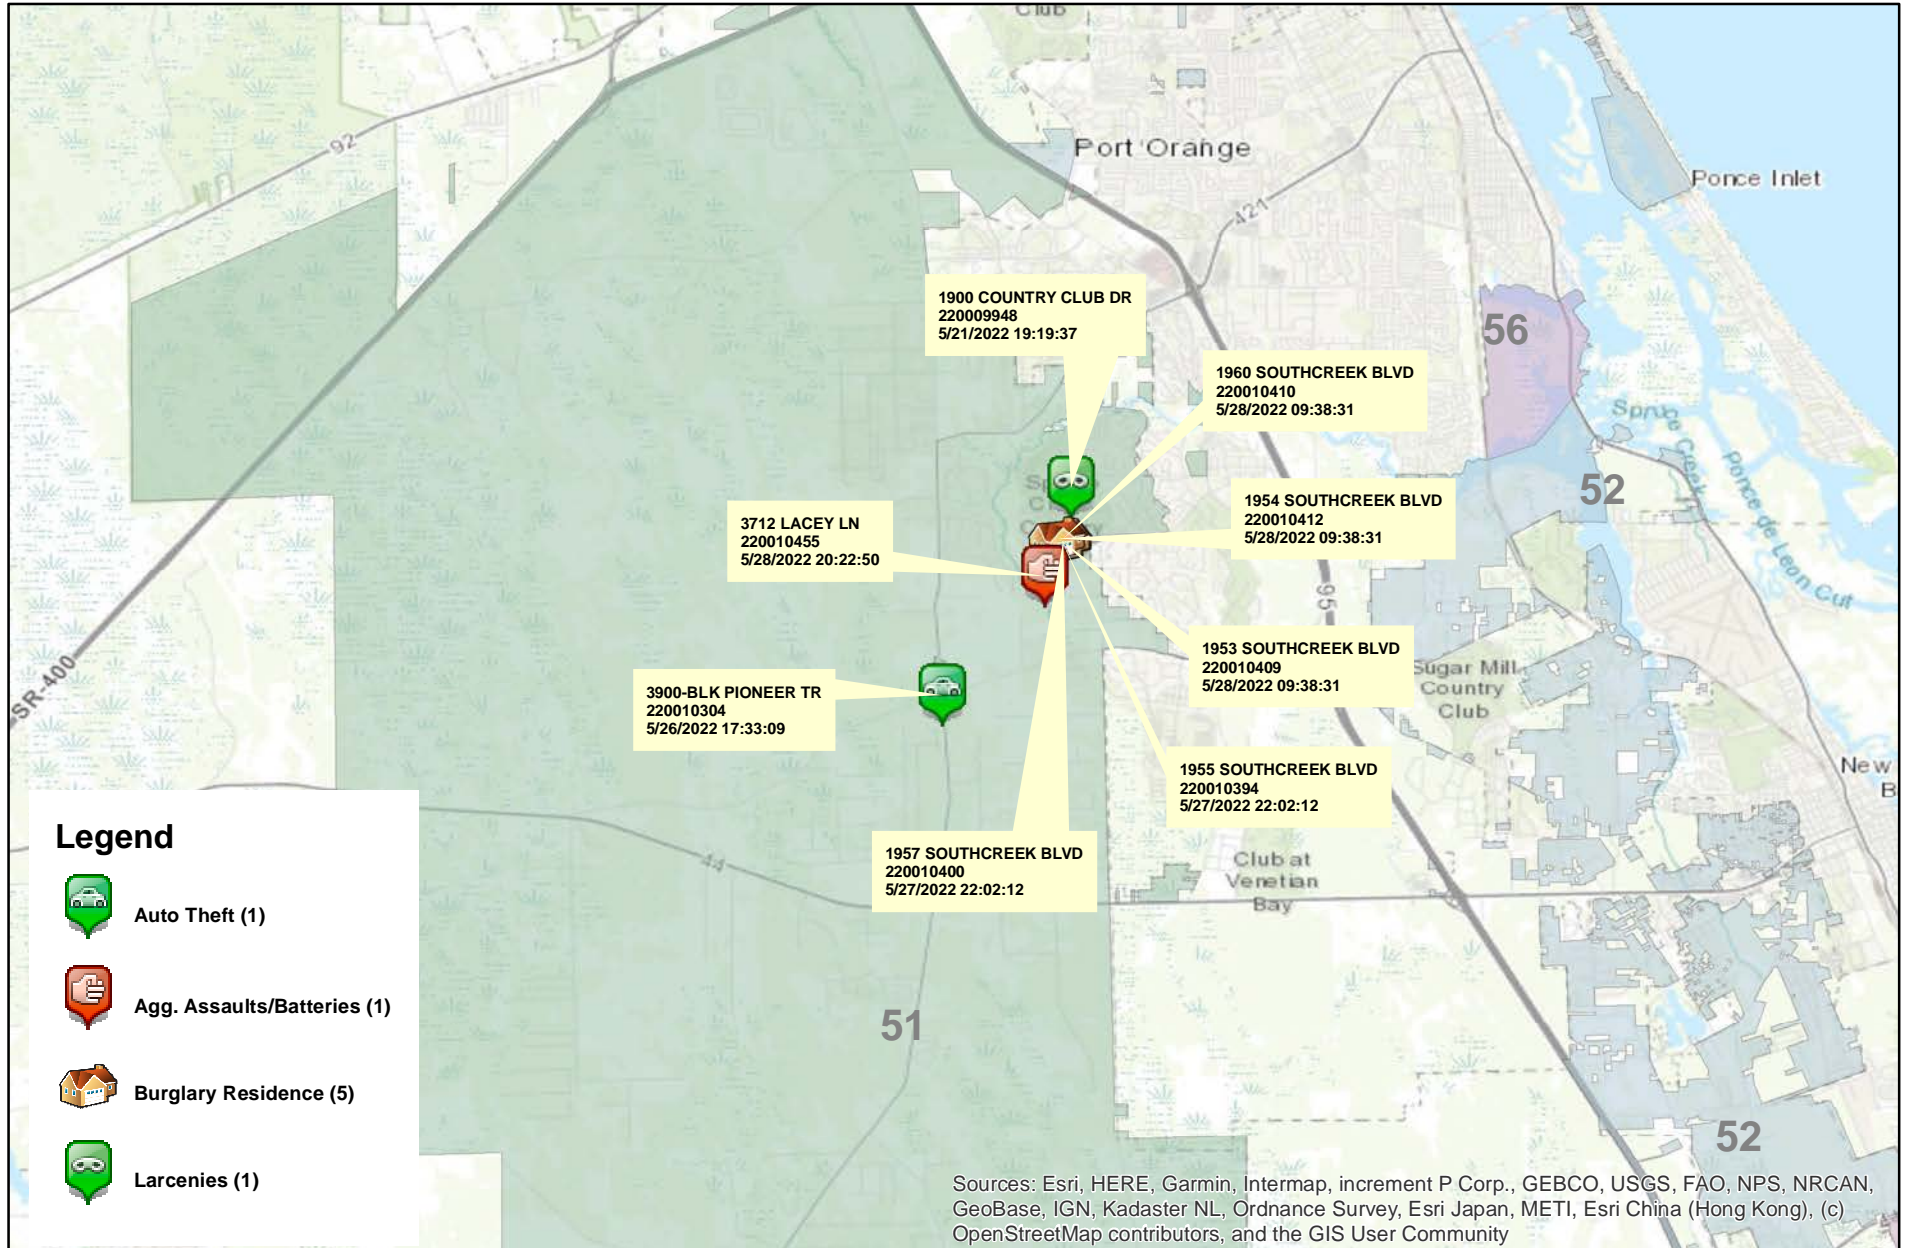 Club
92
Port Orange
Ponce Inlet
421
1900 COUNTRY CLUB DR
220009948
5/21/2022 19:19:37
56
1960 SOUTHCREEK BLVD
220010410
5/28/2022 09:38:31
Spruce Creek
Ponce de Leon Cut
52
1954 SOUTHCREEK BLVD
220010412
5/28/2022 09:38:31
3712 LACEY LN
220010455
5/28/2022 20:22:50
95
1953 SOUTHCREEK BLVD
220010409
5/28/2022 09:38:31
Sugar Mill
Country
Club
SR-400
3900-BLK PIONEER TR
220010304
5/26/2022 17:33:09
1955 SOUTHCREEK BLVD
220010394
5/27/2022 22:02:12
New
B
1957 SOUTHCREEK BLVD
220010400
5/27/2022 22:02:12
44
Club at
Venetian
Bay
51
52
Legend
Auto Theft (1)
Agg. Assaults/Batteries (1)
Burglary Residence (5)
Larcenies (1)
Sources: Esri, HERE, Garmin, Intermap, increment P Corp., GEBCO, USGS, FAO, NPS, NRCAN,
GeoBase, IGN, Kadaster NL, Ordnance Survey, Esri Japan, METI, Esri China (Hong Kong), (c)
OpenStreetMap contributors, and the GIS User Community